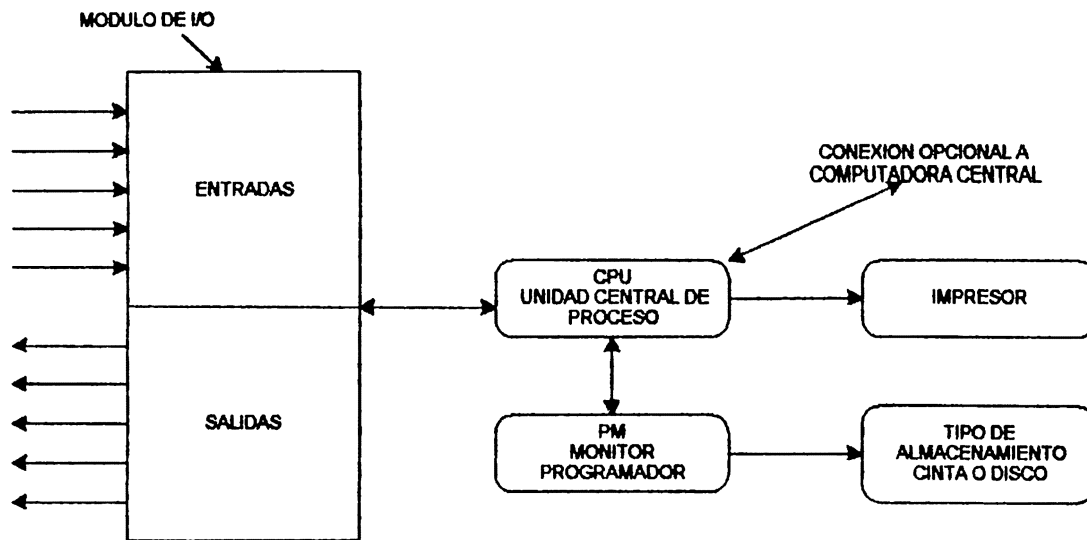 MODULO DE I/O
ENTRADAS
SALIDAS
CONEXION OPCIONAL A
COMPUTADORA CENTRAL
CPU
UNIDAD CENTRAL DE
PROCESO
IMPRESOR
PM
MONITOR
PROGRAMADOR
TIPO DE
ALMACENAMIENTO
CINTA O DISCO